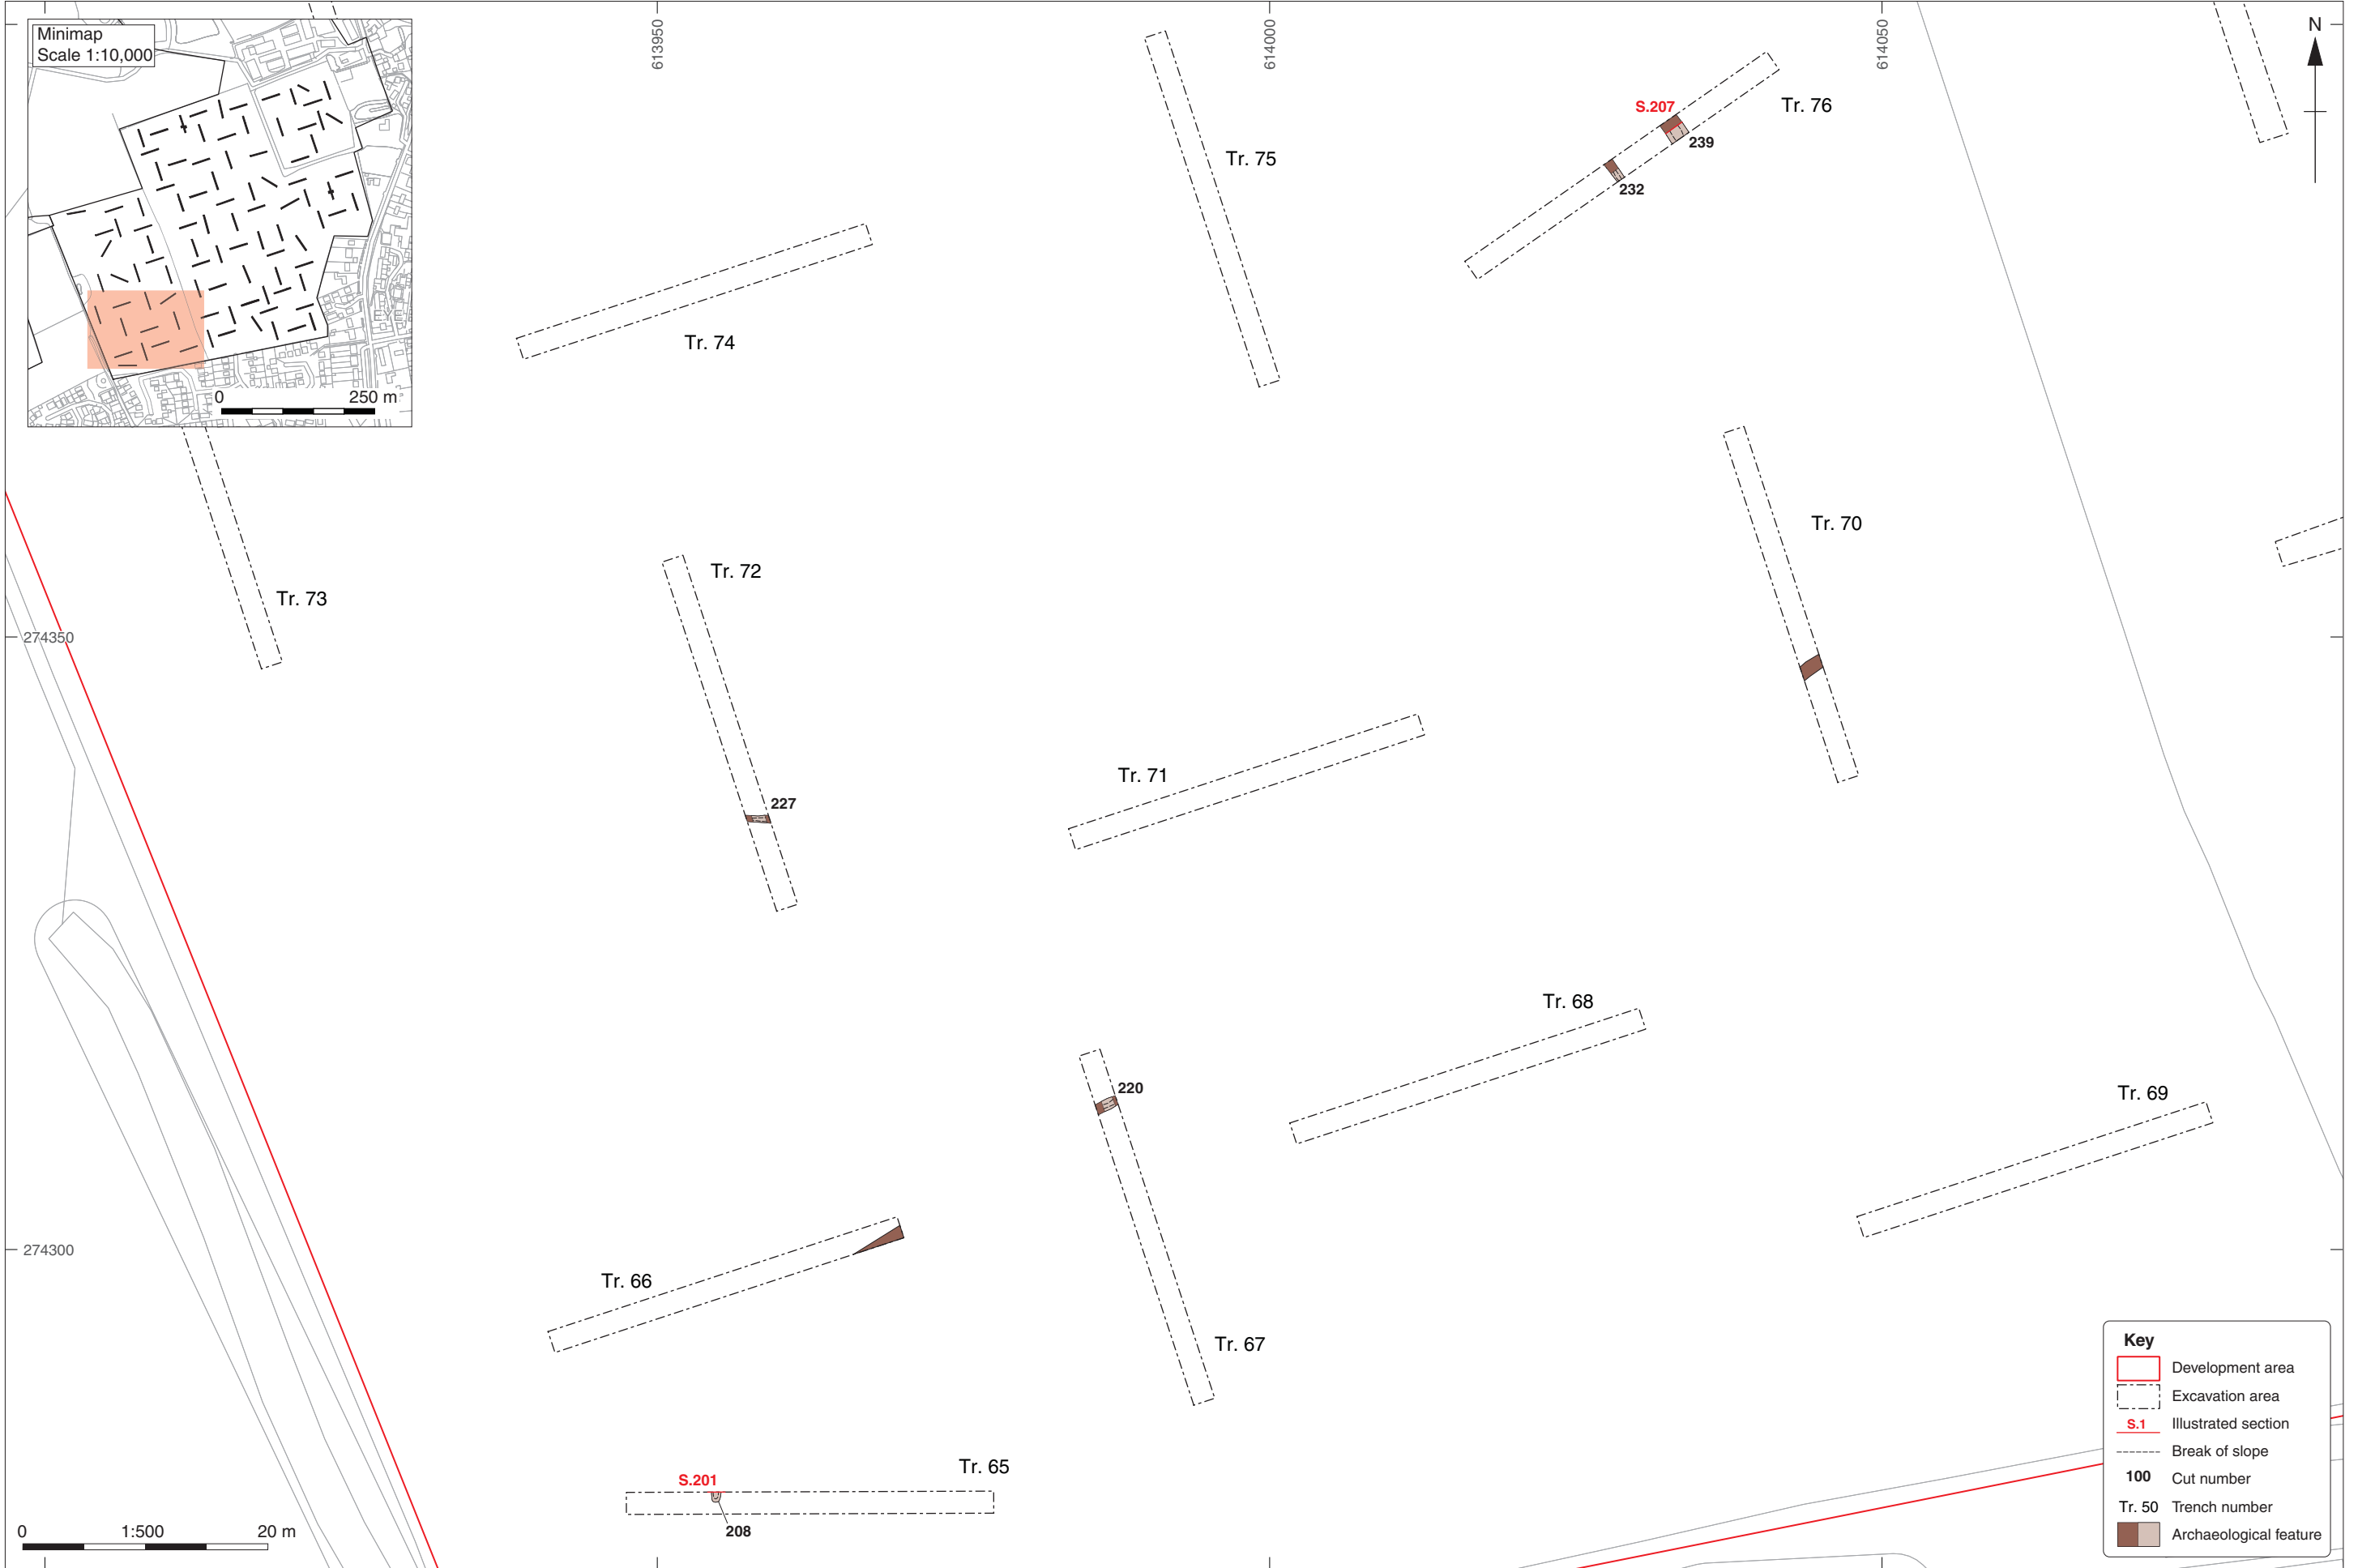 Minimap
Scale 1:10,000
0 250 m
613950
614000
614050
N
S.207
Tr. 76
239
232
Tr. 75
Tr. 74
Tr. 70
Tr. 72
Tr. 73
274350
Tr. 71
227
Tr. 68
220
Tr. 69
274300
Tr. 66
Tr. 67
Tr. 65
S.201
208
0 1:500 20 m
Key
Development area
Excavation area
S.1 Illustrated section
Break of slope
100 Cut number
Tr. 50 Trench number
Archaeological feature